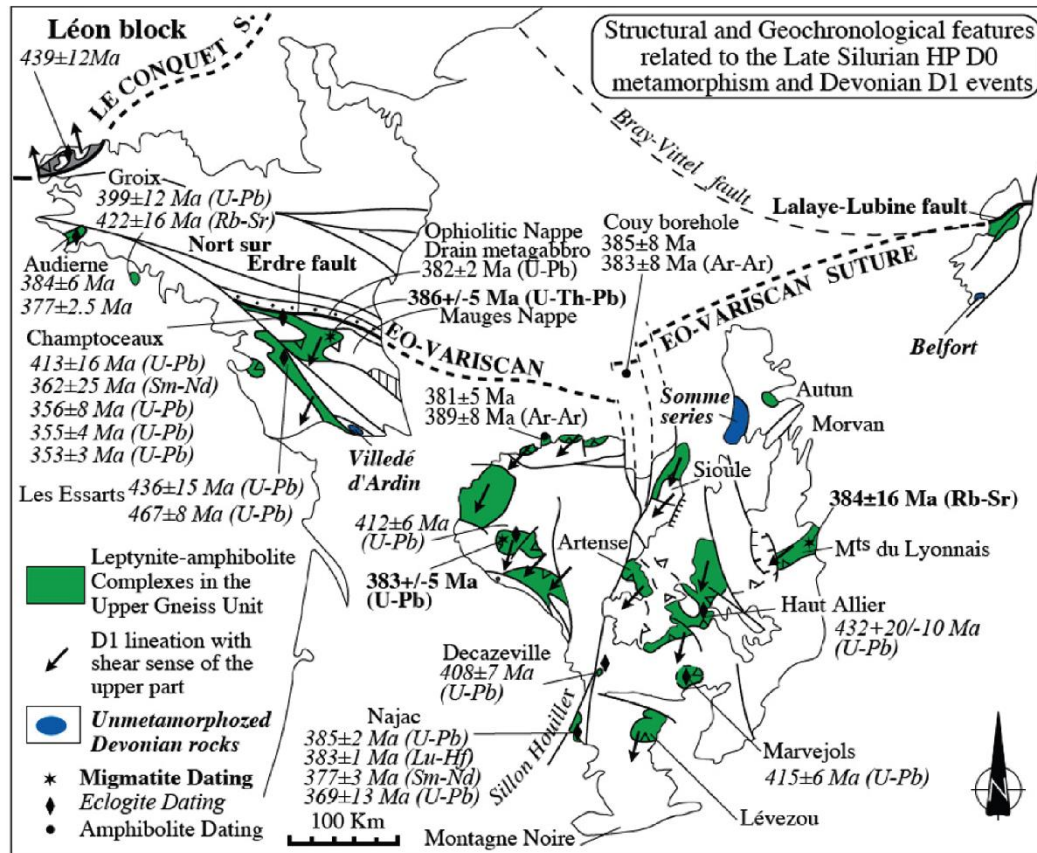 Structural and Geochronological features
related to the Late Silurian HP D0
metamorphism and Devonian D1 events
Léon block
439±12Ma
LE CONQUET S.
Bray-Vittel fault
Groix
399±12 Ma (U-Pb)
422±16 Ma (Rb-Sr)
Nort sur
Erdre fault
Audierne
384±6 Ma
377±2.5 Ma
Ophiolitic Nappe
Drain metagabbro
382±2 Ma (U-Pb)
386+/-5 Ma (U-Th-Pb)
Mauges Nappe
Couy borehole
385±8 Ma
383±8 Ma (Ar-Ar)
Lalaye-Lubine fault
EO-VARISCAN
EO-VARISCAN SUTURE
Belfort
Champtoceaux
413±16 Ma (U-Pb)
362±25 Ma (Sm-Nd)
356±8 Ma (U-Pb)
355±4 Ma (U-Pb)
353±3 Ma (U-Pb)
381±5 Ma
389±8 Ma (Ar-Ar)
Somme
series
Autun
Morvan
Villedé
d'Ardin
Sioule
Les Essarts
436±15 Ma (U-Pb)
467±8 Ma (U-Pb)
412±6 Ma
(U-Pb)
383+/-5 Ma
(U-Pb)
Artense
384±16 Ma (Rb-Sr)
Mts du Lyonnais
Haut Allier
432+20/-10 Ma
(U-Pb)
Decazeville
408±7 Ma
(U-Pb)
Najac
385±2 Ma (U-Pb)
383±1 Ma (Lu-Hf)
377±3 Ma (Sm-Nd)
369±13 Ma (U-Pb)
Sillon Houiller
Marvejols
415±6 Ma (U-Pb)
Lévezou
Montagne Noire
Leptynite-amphibolite
Complexes in the
Upper Gneiss Unit
D1 lineation with
shear sense of the
upper part
Unmetamorphozed
Devonian rocks
Migmatite Dating
Eclogite Dating
Amphibolite Dating
100 Km
N